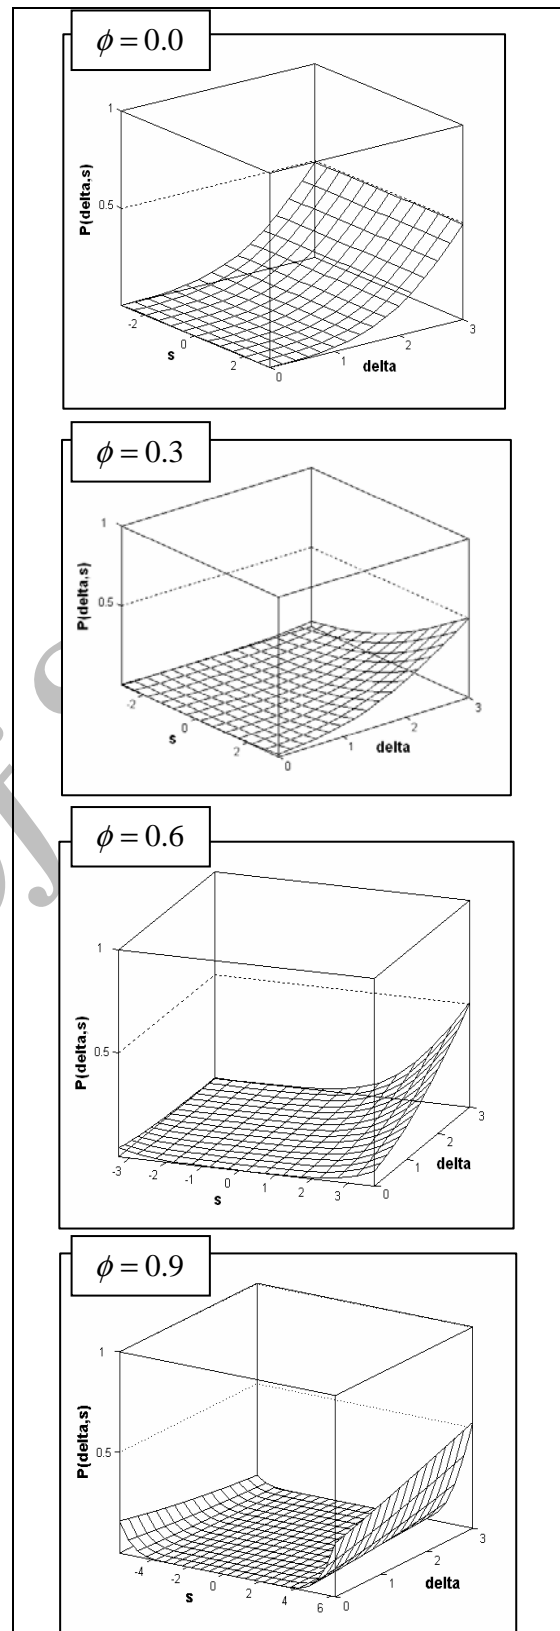 ϕ = 0.0
1
0.5
P(delta,s)
-2
0
2
s
0
1
2
3
delta
ϕ = 0.3
1
0.5
P(delta,s)
-2
0
2
s
0
1
2
3
delta
ϕ = 0.6
1
0.5
P(delta,s)
-3
-2
-1
0
1
2
3
s
0
1
2
3
delta
ϕ = 0.9
1
0.5
P(delta,s)
-4
-2
0
2
4
6
s
0
1
2
3
delta